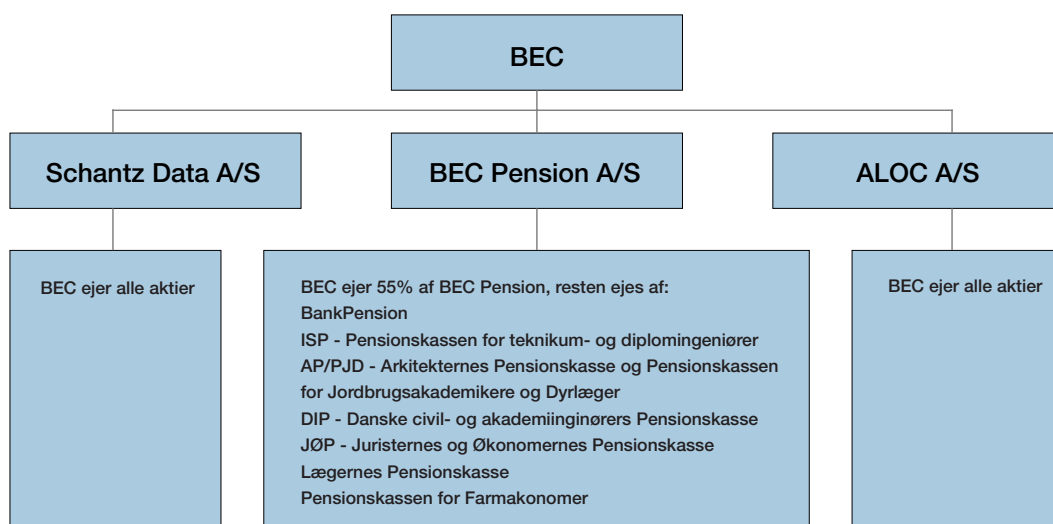 BEC
Schantz Data A/S
BEC Pension A/S
ALOC A/S
BEC ejer alle aktier
BEC ejer 55% af BEC Pension, resten ejes af:
BankPension
ISP - Pensionskassen for teknikum- og diplomingeniører
AP/PJD - Arkitekternes Pensionskasse og Pensionskassen
for Jordbrugsakademikere og Dyrlæger
DIP - Danske civil- og akademiinginører​s Pensionskasse
JØP - Juristernes og Økonomernes Pensionskasse
Lægernes Pensionskasse
Pensionskassen for Farmakonomer
BEC ejer alle aktier